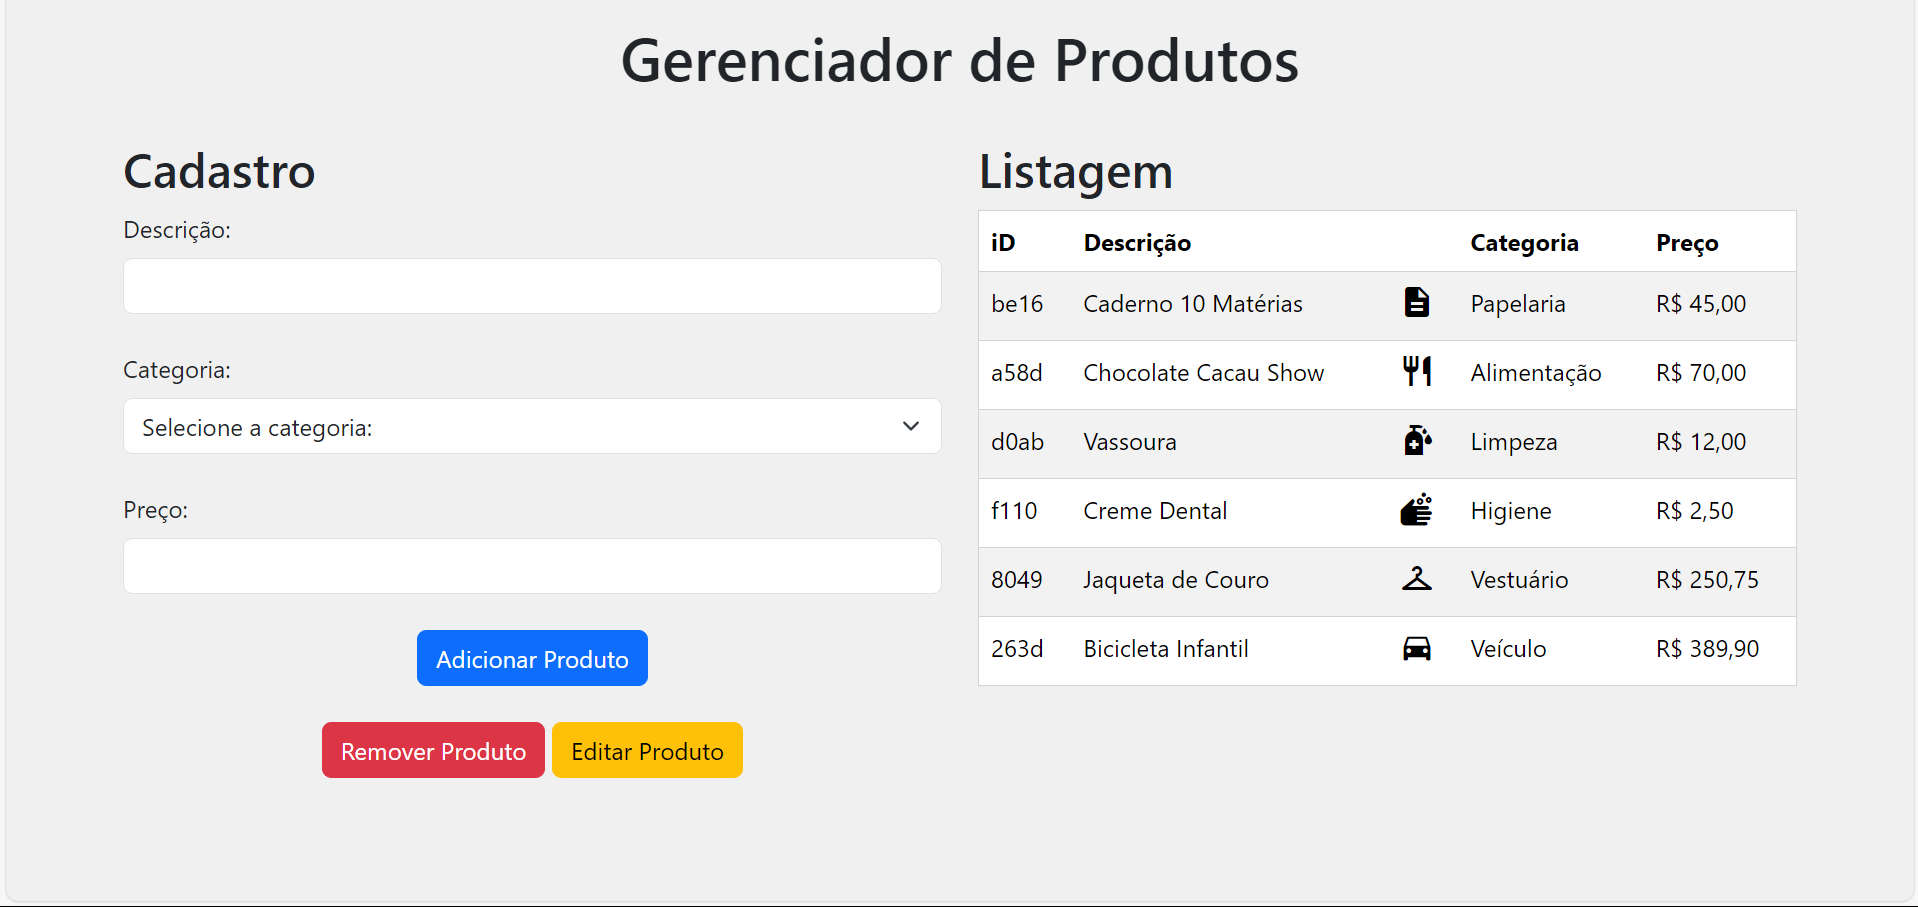 Gerenciador de Produtos
Cadastro
Descrição:
Categoria:
Selecione a categoria:
Preço:
Adicionar Produto
Remover Produto Editar Produto
Listagem
iD Descrição Categoria Preço
be16 Caderno 10 Matérias Papelaria R$ 45,00
a58d Chocolate Cacau Show Alimentação R$ 70,00
d0ab Vassoura Limpeza R$ 12,00
f110 Creme Dental Higiene R$ 2,50
8049 Jaqueta de Couro Vestuário R$ 250,75
263d Bicicleta Infantil Veículo R$ 389,90